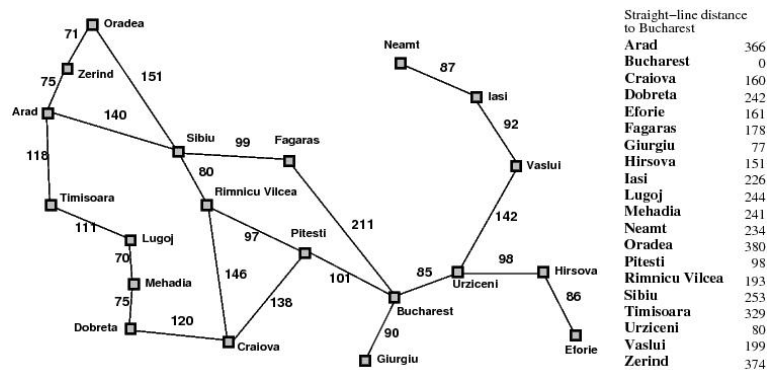 Oradea
71
Zerind
75
151
Arad
140
118
Sibiu
99
Fagaras
80
Rimnicu Vilcea
Timisoara
111
Lugoj
70
Mehadia
75
Dobreta
120
146
97
Pitesti
138
101
Craiova
211
Bucharest
90
Giurgiu
85
Urziceni
98
Hirsova
86
Eforie
142
Vaslui
92
Iasi
87
Neamt
Straight-line distance
to Bucharest
Arad 366
Bucharest 0
Craiova 160
Dobreta 242
Eforie 161
Fagaras 178
Giurgiu 77
Hirsova 151
Iasi 226
Lugoj 244
Mehadia 241
Neamt 234
Oradea 380
Pitesti 98
Rimnicu Vilcea 193
Sibiu 253
Timisoara 329
Urziceni 80
Vaslui 199
Zerind 374